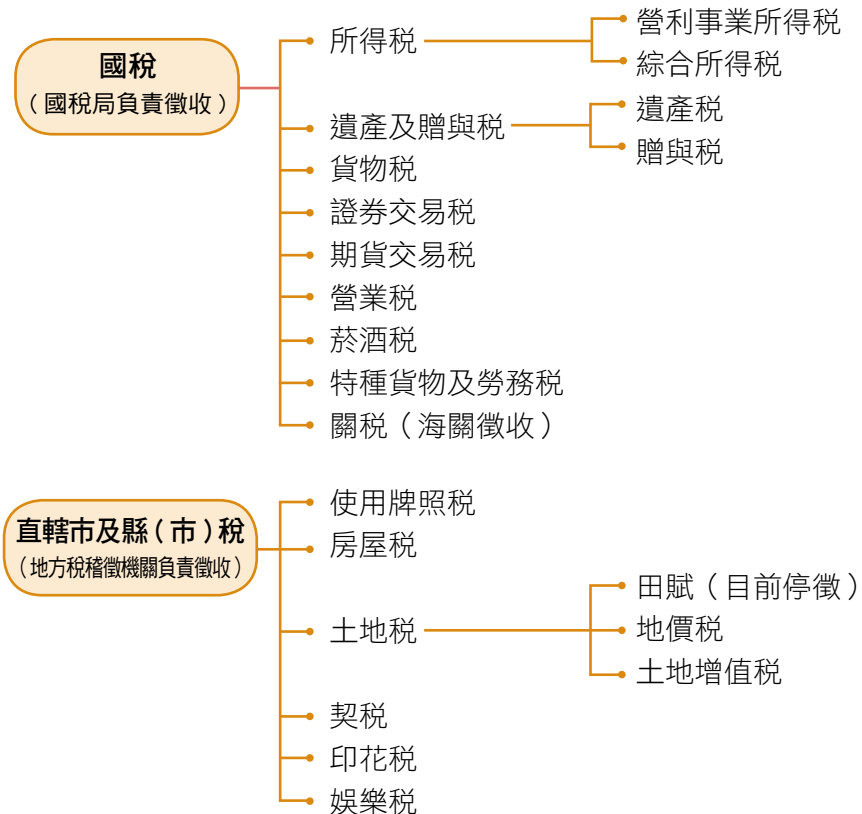 國稅
（國稅局負責徵收）
所得稅
營利事業所得稅
綜合所得稅
遺產及贈與稅
遺產稅
贈與稅
貨物稅
證券交易稅
期貨交易稅
營業稅
菸酒稅
特種貨物及勞務稅
關稅（海關徵收）
直轄市及縣（市）稅
（地方稅稽徵機關負責徵收）
使用牌照稅
房屋稅
土地稅
田賦（目前停徵）
地價稅
土地增值稅
契稅
印花稅
娛樂稅